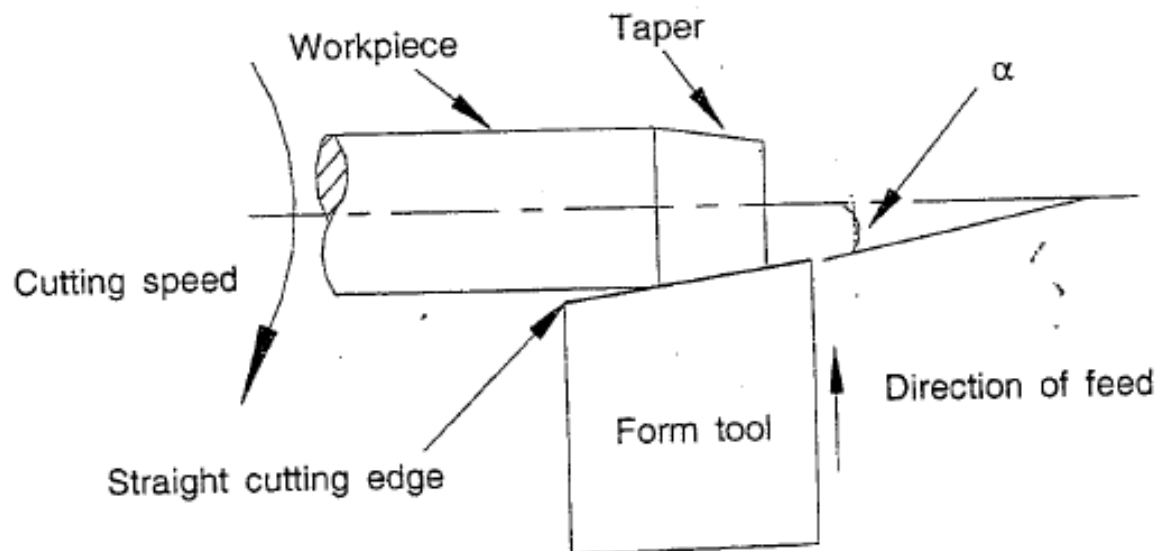 Taper
Workpiece
α
Cutting speed
Direction of feed
Form tool
Straight cutting edge